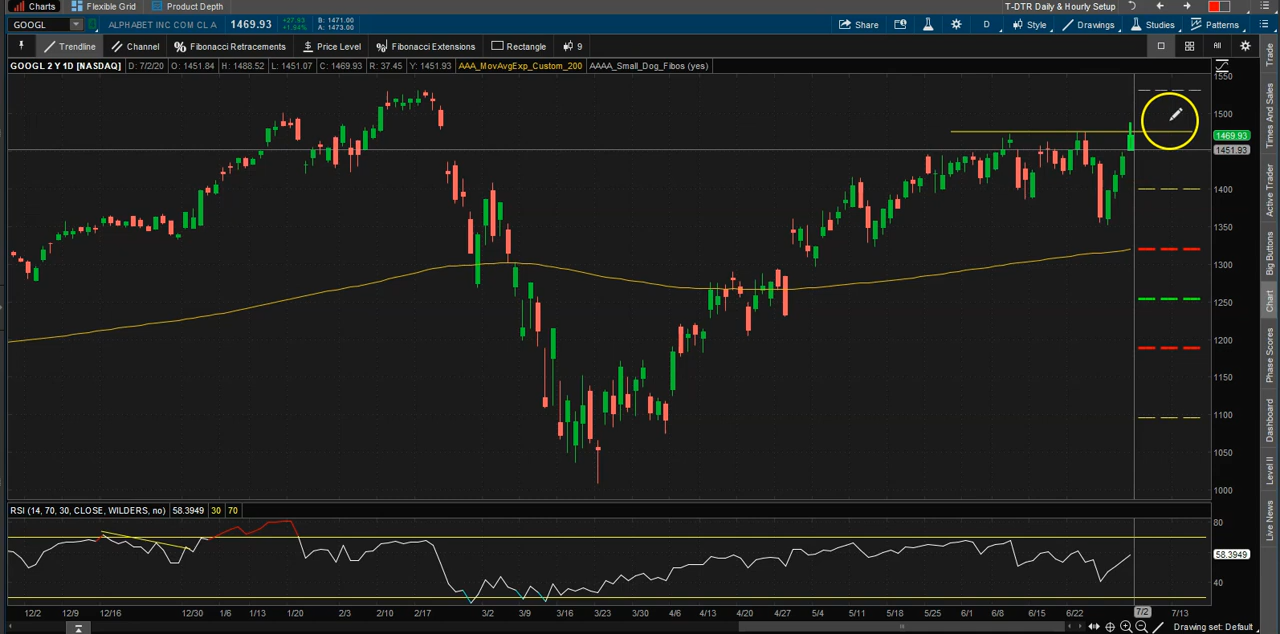 Charts Flexible Grid Product Depth T-DTR Daily & Hourly Setup
GOOGL ALPHABET INC COM CL A 1469.93 +27.93 +1.94% B: 1471.00 A: 1473.00 Share D Style Drawings Studies Patterns
Trendline Channel % Fibonacci Retracements $ Price Level % Fibonacci Extensions Rectangle 9 All
GOOGL 2 Y 1D [NASDAQ] D: 7/2/20 O: 1451.84 H: 1488.52 L: 1451.07 C: 1469.93 R: 37.45 Y: 1451.93 AAA_MovAvgExp_Custom_200 AAAA_Small_Dog_Fibos (yes)
1550
1500
1469.93
1451.93
1400
1350
1300
1250
1200
1150
1100
1050
1000
RSI (14, 70, 30, CLOSE, WILDERS, no) 58.3949 30 70
80
58.3949
40
12/2 12/9 12/16 12/30 1/6 1/13 1/20 2/3 2/10 2/17 3/2 3/9 3/16 3/23 3/30 4/6 4/13 4/20 4/27 5/4 5/11 5/18 5/25 6/1 6/8 6/15 6/22 7/2 7/13
Drawing set: Default
Trade
Times And Sales
Active Trader
Big Buttons
Chart
Phase Scores
Dashboard
Level II
Live News